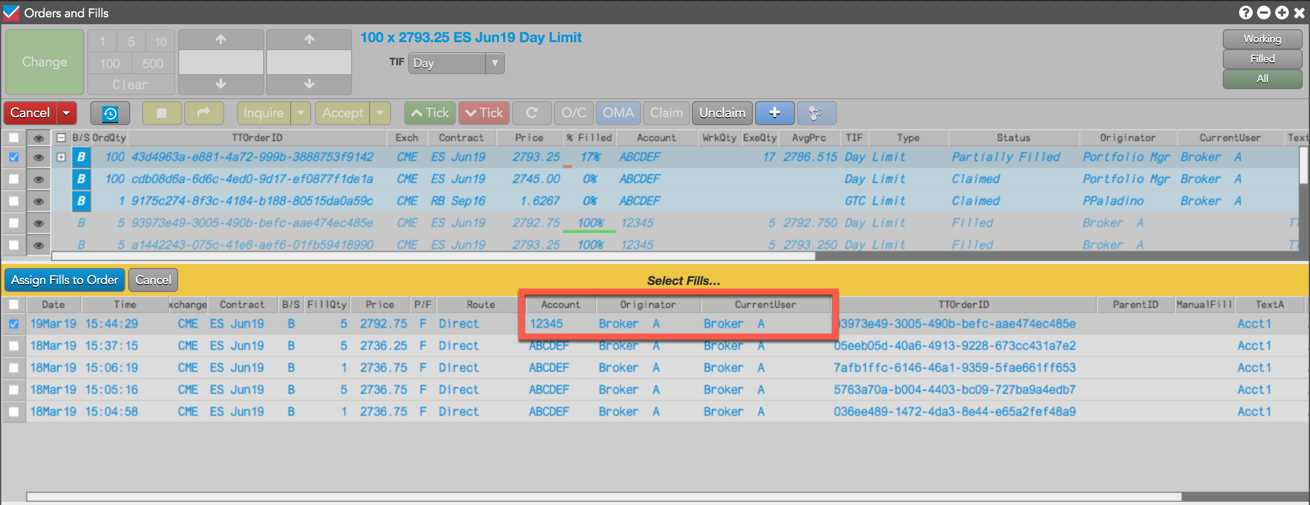 Orders and Fills
Change
1 5 10
100 500
Clear
100 x 2793.25 ES Jun19 Day Limit
TIF Day
Working
Filled
All
Cancel Inquire Accept Tick Tick C O/C OMA Claim Unclaim +
B/S OrdQty TTOrderID Exch Contract Price % Filled Account WrkQty ExeQty AvgPrc TIF Type Status Originator CurrentUser Text
B 100 43d4963a-e881-4a72-999b-3888753f9142 CME ES Jun19 2793.25 17% ABCDEF 17 2786.515 Day Limit Partially Filled Portfolio Mgr Broker A
B 100 cdb08d6a-6d6c-4ed0-9d17-ef0877f1de1a CME ES Jun19 2745.00 0% ABCDEF Day Limit Claimed Portfolio Mgr Broker A
B 1 9175c274-8f3c-4184-b188-80515da0a59c CME RB Sep16 1.6267 0% ABCDEF GTC Limit Claimed PPaladino Broker A
B 5 93973e49-3005-490b-befc-aae474ec485e CME ES Jun19 2792.75 100% 12345 5 2792.750 Day Limit Filled Broker A Broker A
B 5 a1442243-075c-41e6-aef6-01fb59418990 CME ES Jun19 2793.25 100% 12345 5 2793.250 Day Limit Filled Broker A Broker A
Assign Fills to Order Cancel Select Fills...
Date Time xchange Contract B/S FillQty Price P/F Route Account Originator CurrentUser TTOrderID ParentID ManualFill TextA
19Mar19 15:44:29 CME ES Jun19 B 5 2792.75 F Direct 12345 Broker A Broker A 93973e49-3005-490b-befc-aae474ec485e Acct1
18Mar19 15:37:15 CME ES Jun19 B 5 2736.25 F Direct ABCDEF Broker A Broker A 05eeb05d-40a6-4913-9228-673cc431a7e2 Acct1
18Mar19 15:06:19 CME ES Jun19 B 1 2736.75 F Direct ABCDEF Broker A Broker A 7afb1ffc-6146-46a1-9359-5fae661ff653 Acct1
18Mar19 15:05:16 CME ES Jun19 B 5 2736.75 F Direct ABCDEF Broker A Broker A 5763a70a-b004-4403-bc09-727ba9a4edb7 Acct1
18Mar19 15:04:58 CME ES Jun19 B 1 2736.75 F Direct ABCDEF Broker A Broker A 036ee489-1472-4da3-8e44-e65a2fef48a9 Acct1